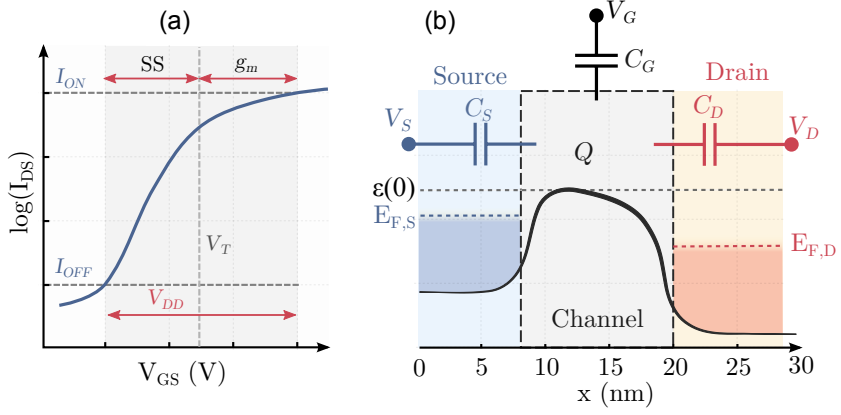 (a)
SS
g_m
I_ON
log(I_DS)
V_T
I_OFF
V_DD
V_GS (V)
(b)
V_G
C_G
Source
Drain
C_S
C_D
V_S
V_D
Q
ε(0)
E_F,S
E_F,D
Channel
0
5
10
15
20
25
30
x (nm)